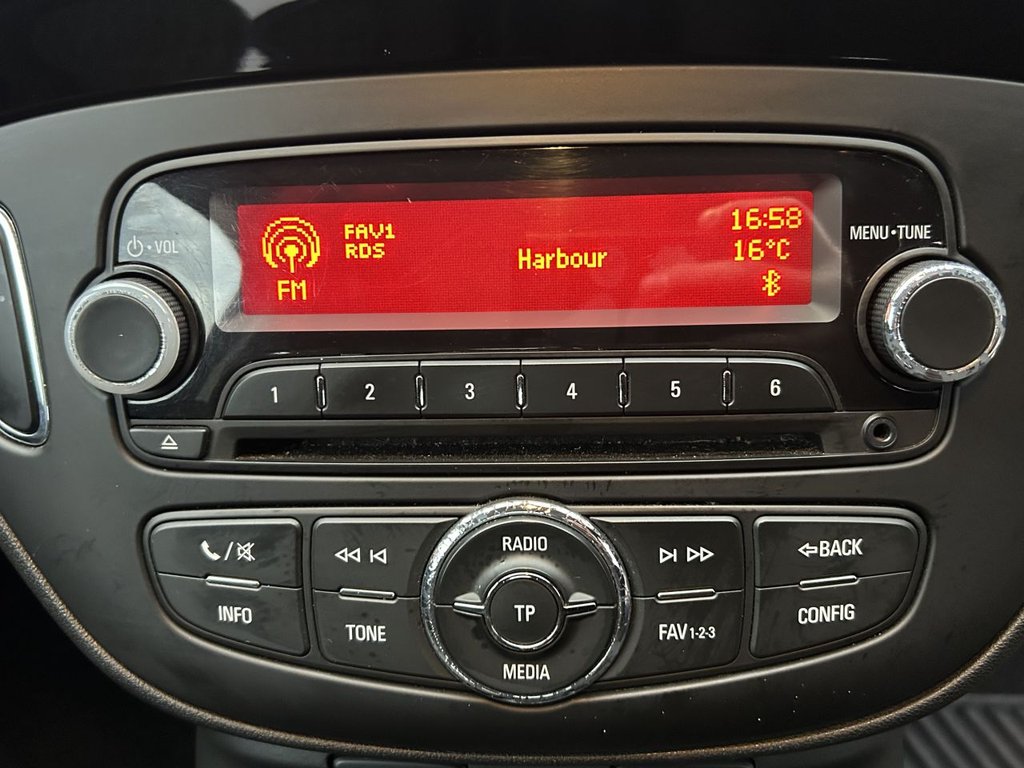 FAV1
RDS
FM
Harbour
16:58
16°C
VOL
MENU•TUNE
1 2 3 4 5 6
RADIO
TP
MEDIA
INFO
TONE
FAV1-2-3
BACK
CONFIG